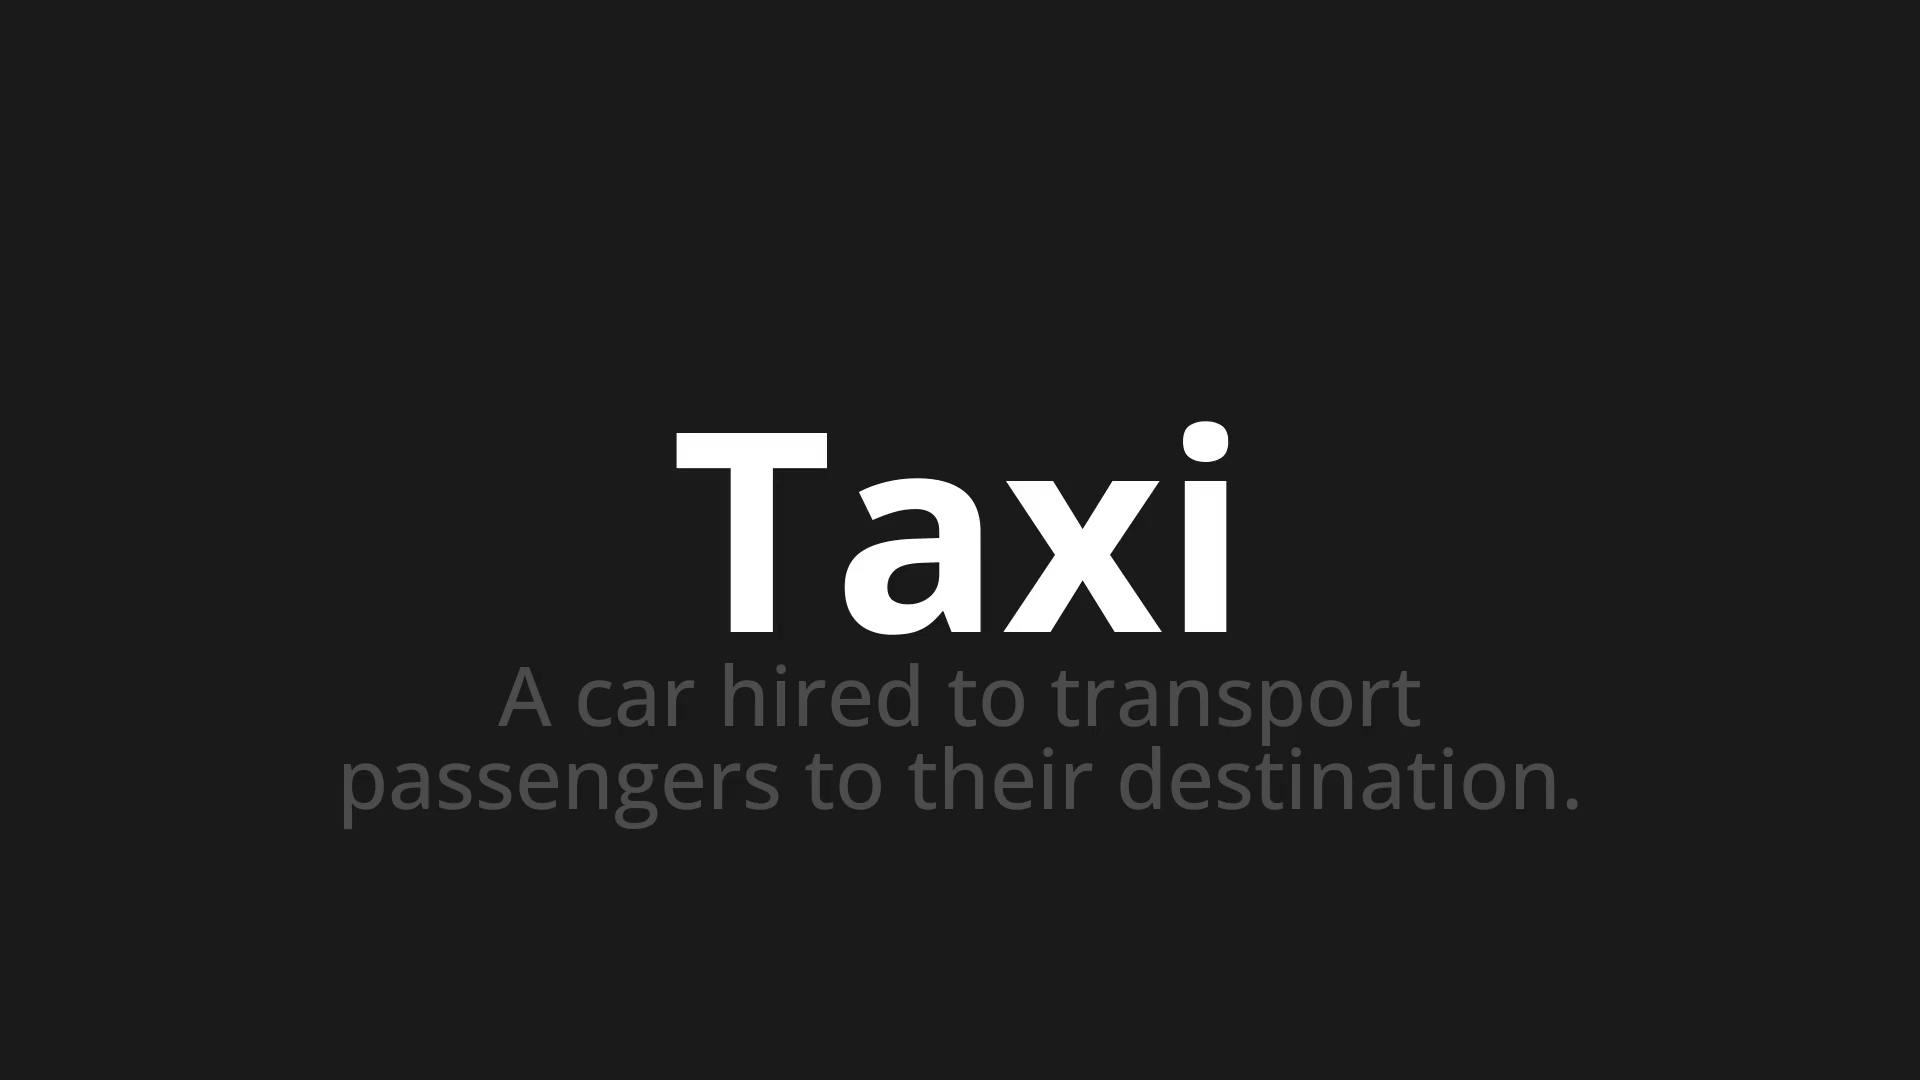 Taxi
A car hired to transport
passengers to their destination.